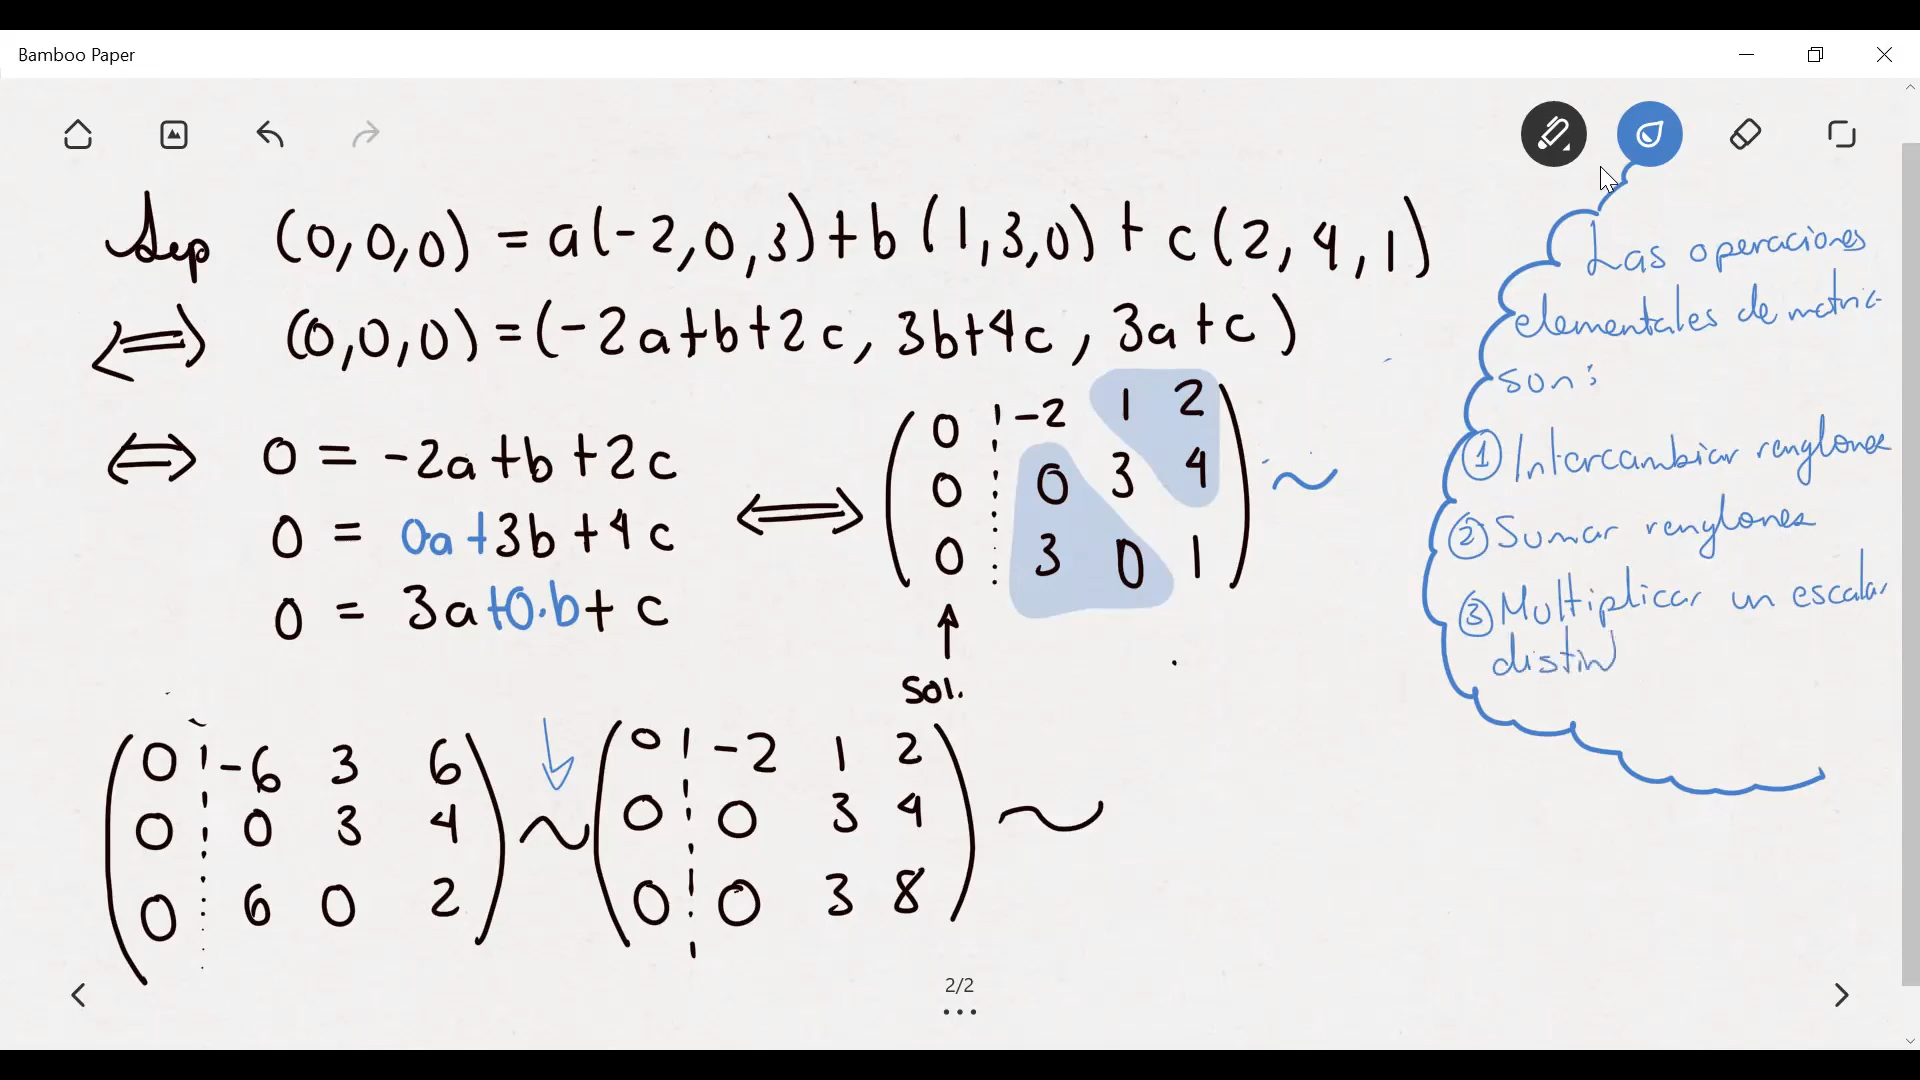 Bamboo Paper
Sup (0,0,0) = a(-2,0,3)+b(1,3,0)+c(2,4,1)
⟺ (0,0,0)=(-2a+b+2c, 3b+4c, 3a+c)
⟺ 0 = -2a+b+2c
0 = 0a+3b+4c
0 = 3a+0·b+c
⟺
0 ¦ -2 1 2
0 ¦ 0 3 4
0 ¦ 3 0 1
~
↑
Sol.
0 ¦ -6 3 6
0 ¦ 0 3 4
0 ¦ 6 0 2
~
0 ¦ -2 1 2
0 ¦ 0 3 4
0 ¦ 0 3 8
~
Las operaciones
elementales de matric-
son:
① Intercambiar renglones
② Sumar renglones
③ Multiplicar un escalar
distin
2/2